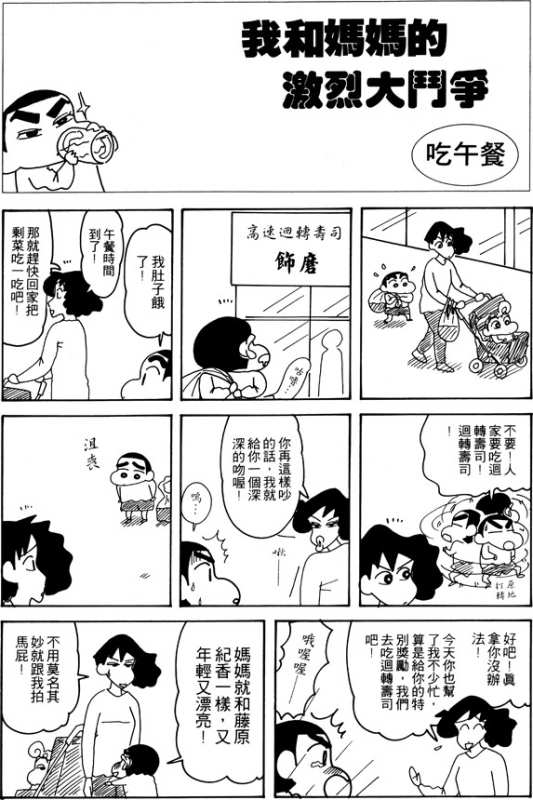 我和媽媽的
激烈大鬥爭
吃午餐
高速迴轉壽司
飾磨
咕嚕…
我肚子餓
了！
午餐時間
到了！
那就趕快回家把
剩菜吃一吃吧！
不要！人
家要吃迴
轉壽司！
迴轉壽司
！
原地
打轉
你再這樣吵
的話，我就
給你一個深
深的吻喔！
啾
嗚…
沮喪
好吧！真
拿你沒辦
法！
今天你也幫
了我不少忙，
算是給你的特
別獎勵，我們
去吃迴轉壽司
吧！
哦喔喔
媽媽就和藤原
紀香一樣，又
年輕又漂亮！
不用莫名其
妙就跟我拍
馬屁！